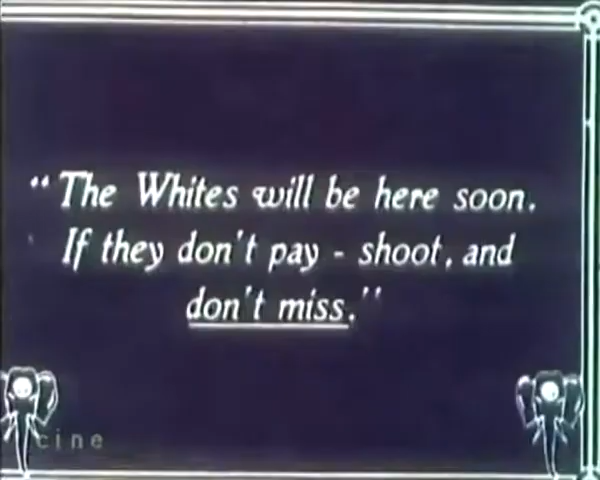 “The Whites will be here soon.
If they don't pay - shoot, and
don't miss.”
cine